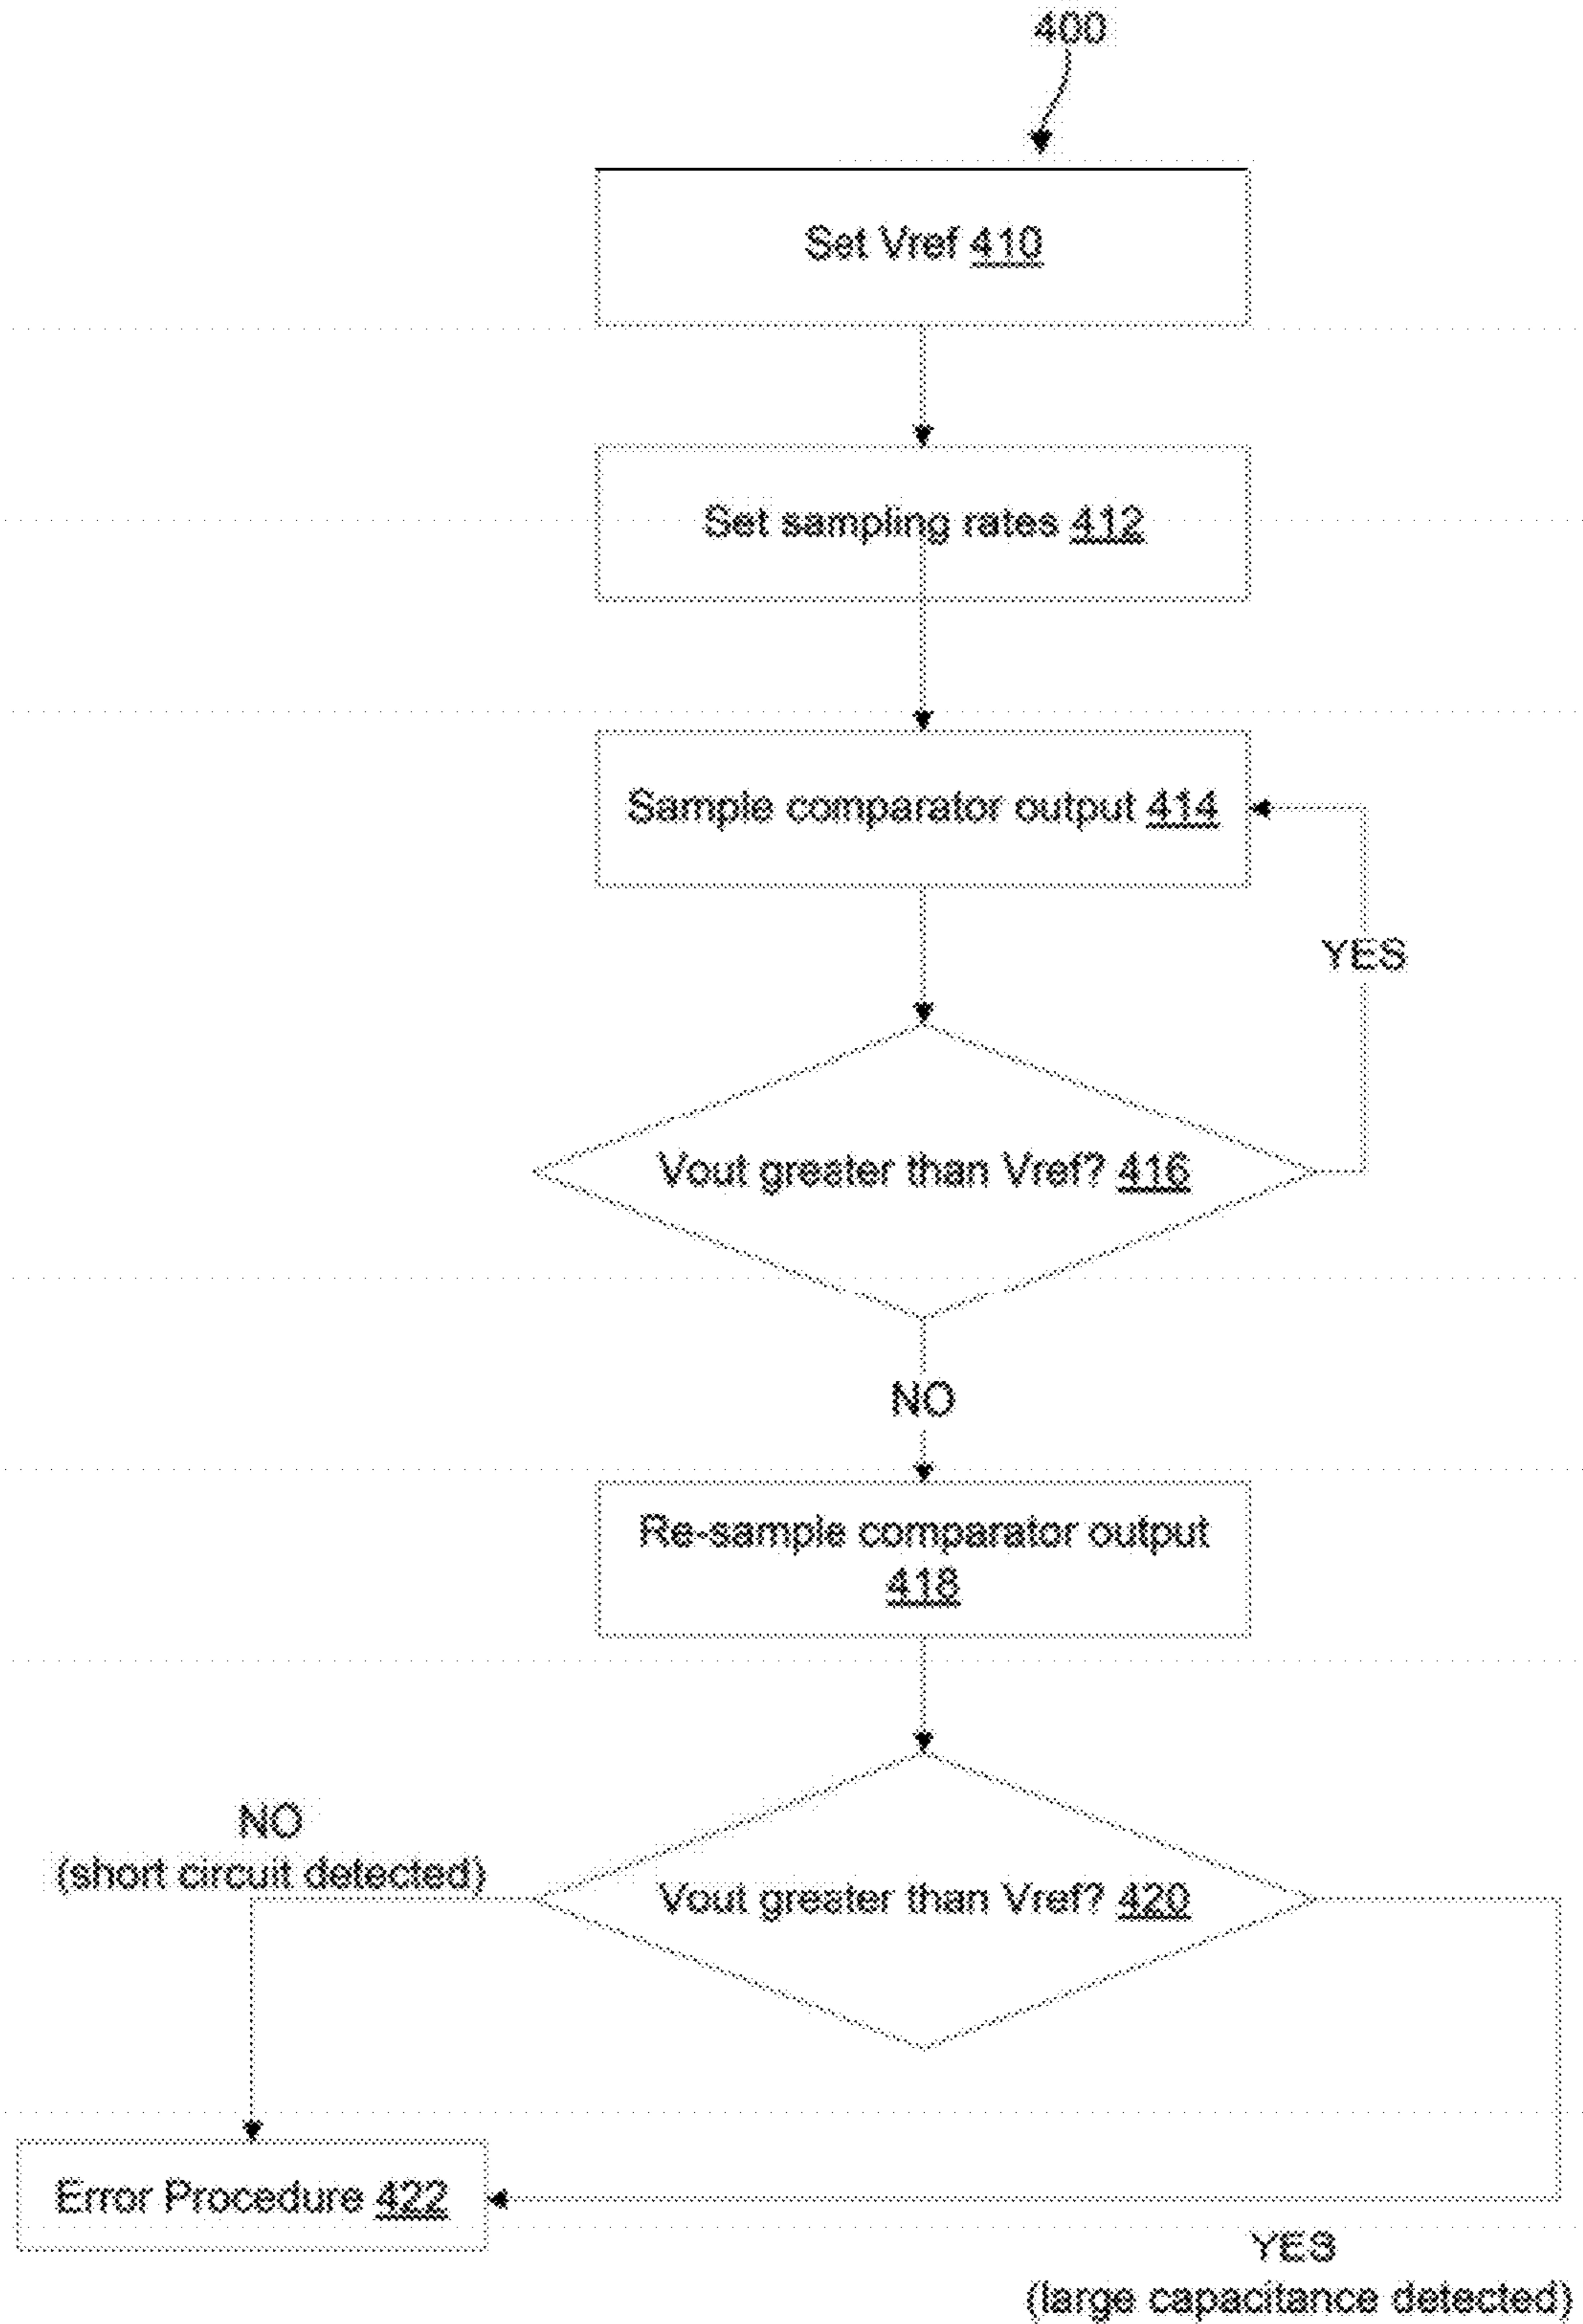 400
Set Vref 410
Set sampling rates 412
Sample comparator output 414
YES
Vout greater than Vref? 416
NO
Re-sample comparator output
418
NO
(short circuit detected)
Vout greater than Vref? 420
Error Procedure 422
YES
(large capacitance detected)